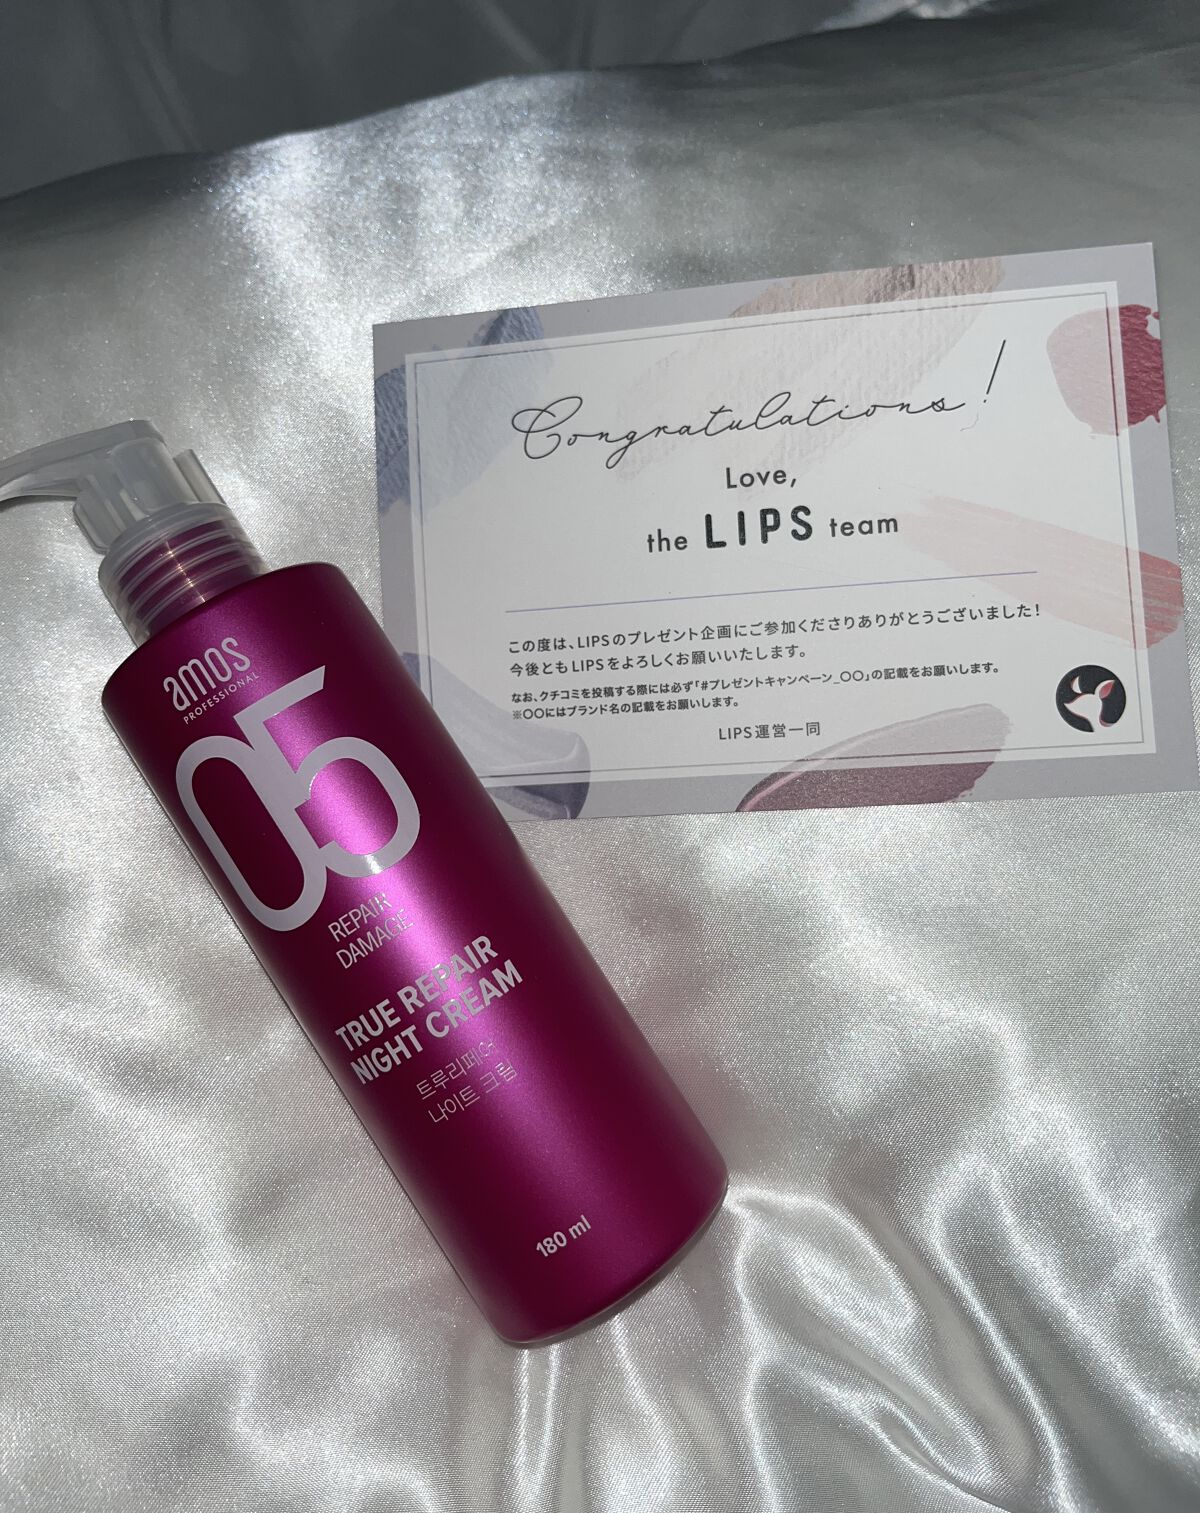 amos
PROFESSIONAL
05
REPAIR
DAMAGE
TRUE REPAIR
NIGHT CREAM
트루리페어
나이트 크림
180 ml
Congratulations!
Love,
the LIPS team
この度は、LIPSのプレゼント企画にご参加くださりありがとうございました!
今後ともLIPSをよろしくお願いいたします。
なお、クチコミを投稿する際には必ず「#プレゼントキャンペーン_〇〇」の記載をお願いします。
※〇〇にはブランド名の記載をお願いします。
LIPS運営一同